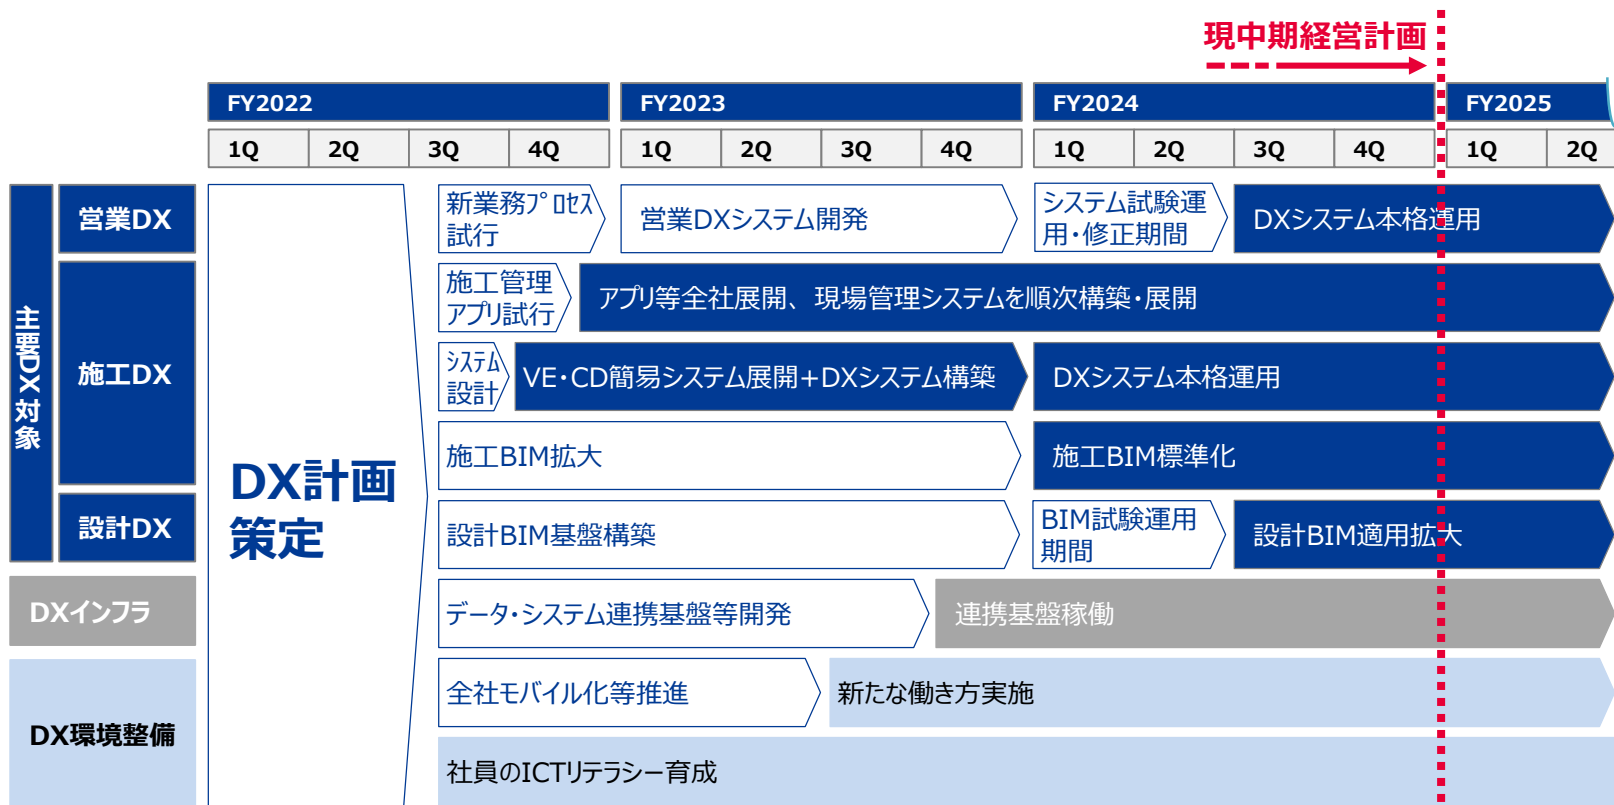 現中期経営計画
FY2022
FY2023
FY2024
FY2025
1Q
2Q
3Q
4Q
1Q
2Q
3Q
4Q
1Q
2Q
3Q
4Q
1Q
2Q
主要DX対象
営業DX
新業務プロセス
試行
営業DXシステム開発
システム試験運
用・修正期間
DXシステム本格運用
施工DX
施工管理
アプリ試行
アプリ等全社展開、現場管理システムを順次構築・展開
システム
設計
VE・CD簡易システム展開+DXシステム構築
DXシステム本格運用
施工BIM拡大
施工BIM標準化
DX計画
策定
設計DX
設計BIM基盤構築
BIM試験運用
期間
設計BIM適用拡大
DXインフラ
データ・システム連携基盤等開発
連携基盤稼働
DX環境整備
全社モバイル化等推進
新たな働き方実施
社員のICTリテラシー育成